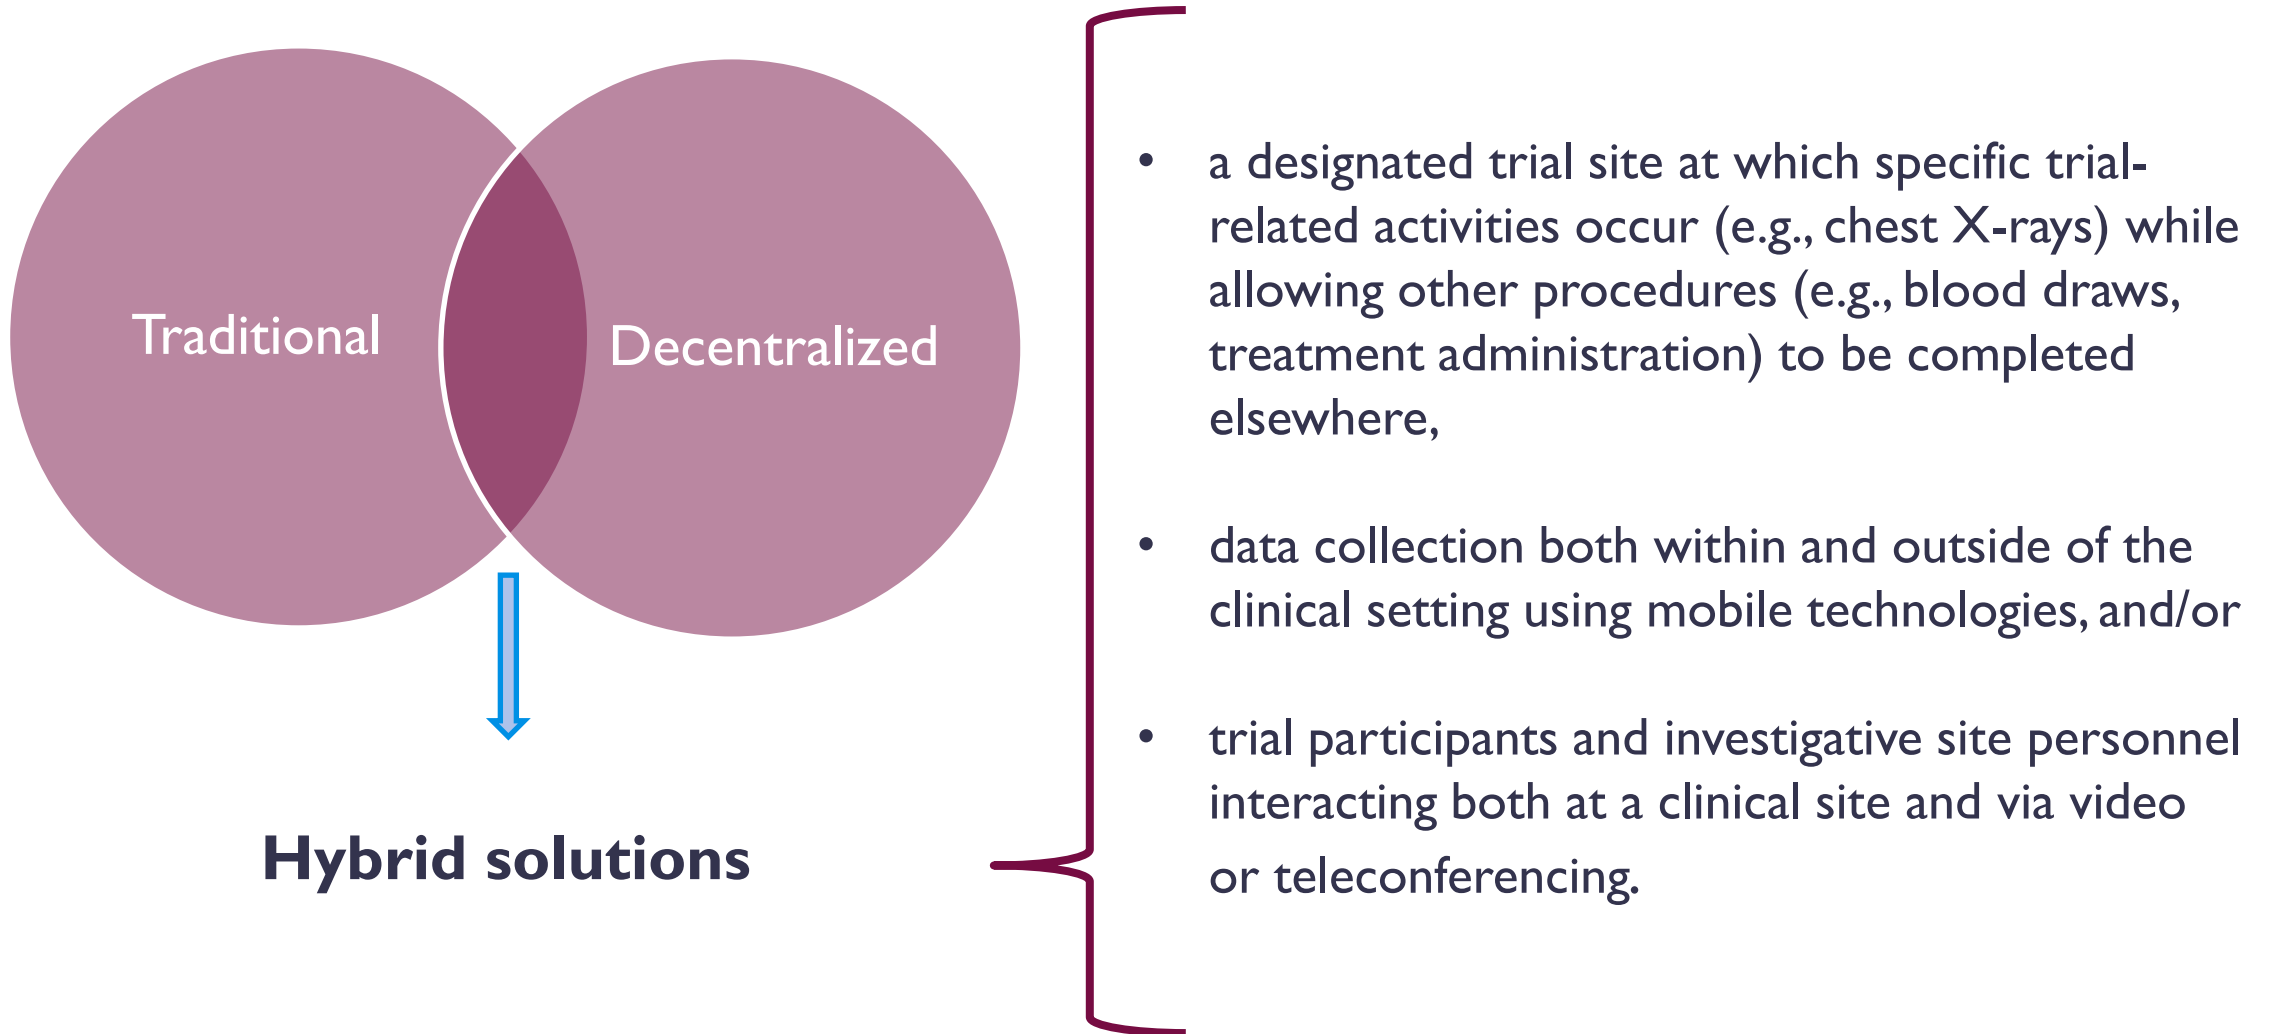 Traditional
Decentralized
Hybrid solutions
• a designated trial site at which specific trial-
related activities occur (e.g., chest X-rays) while
allowing other procedures (e.g., blood draws,
treatment administration) to be completed
elsewhere,
• data collection both within and outside of the
clinical setting using mobile technologies, and/or
• trial participants and investigative site personnel
interacting both at a clinical site and via video
or teleconferencing.